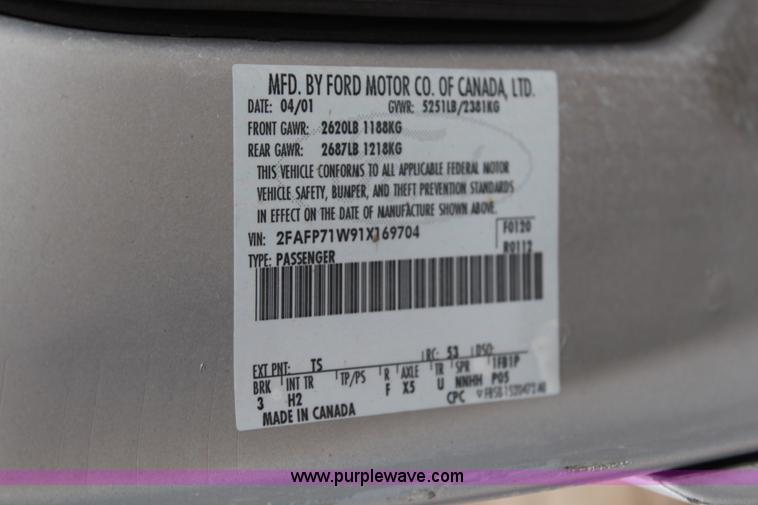 MFD. BY FORD MOTOR CO. OF CANADA, LTD.
DATE: 04/01 GVWR: 5251LB/2381KG
FRONT GAWR: 2620LB 1188KG
REAR GAWR: 2687LB 1218KG
THIS VEHICLE CONFORMS TO ALL APPLICABLE FEDERAL MOTOR
VEHICLE SAFETY, BUMPER, AND THEFT PREVENTION STANDARDS
IN EFFECT ON THE DATE OF MANUFACTURE SHOWN ABOVE.
VIN: 2FAFP71W91X169704 F0120
TYPE: PASSENGER R0112
EXT PNT: TS RC: 53 DSO:
BRK INT TR TP/PS R AXLE TR SPR 1FB1P
3 H2 F X5 U NNHH P05
MADE IN CANADA CPC
www.purplewave.com